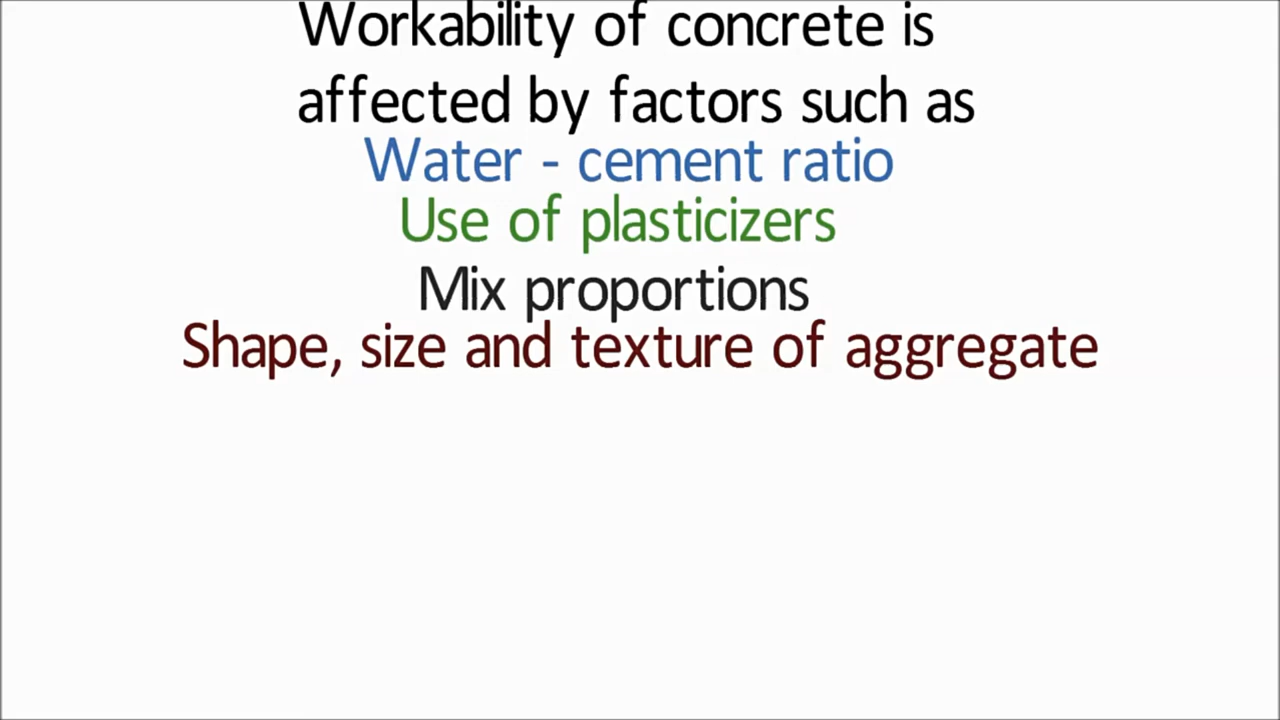 Workability of concrete is
affected by factors such as
Water - cement ratio
Use of plasticizers
Mix proportions
Shape, size and texture of aggregate